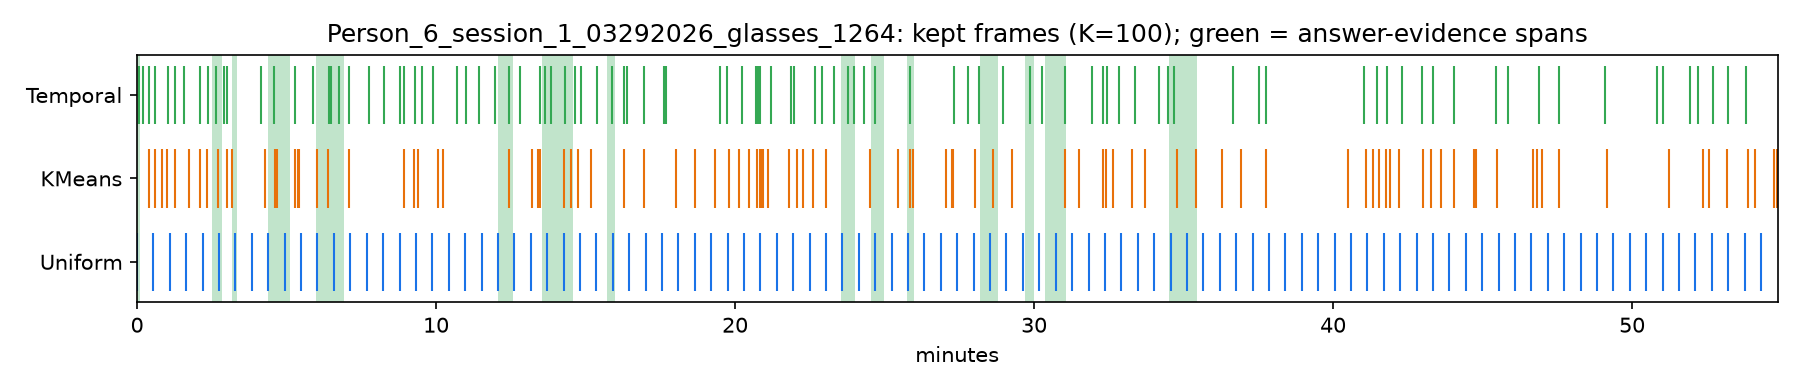 Person_6_session_1_03292026_glasses_1264: kept frames (K=100); green = answer-evidence spans
Temporal
KMeans
Uniform
0 10 20 30 40 50
minutes